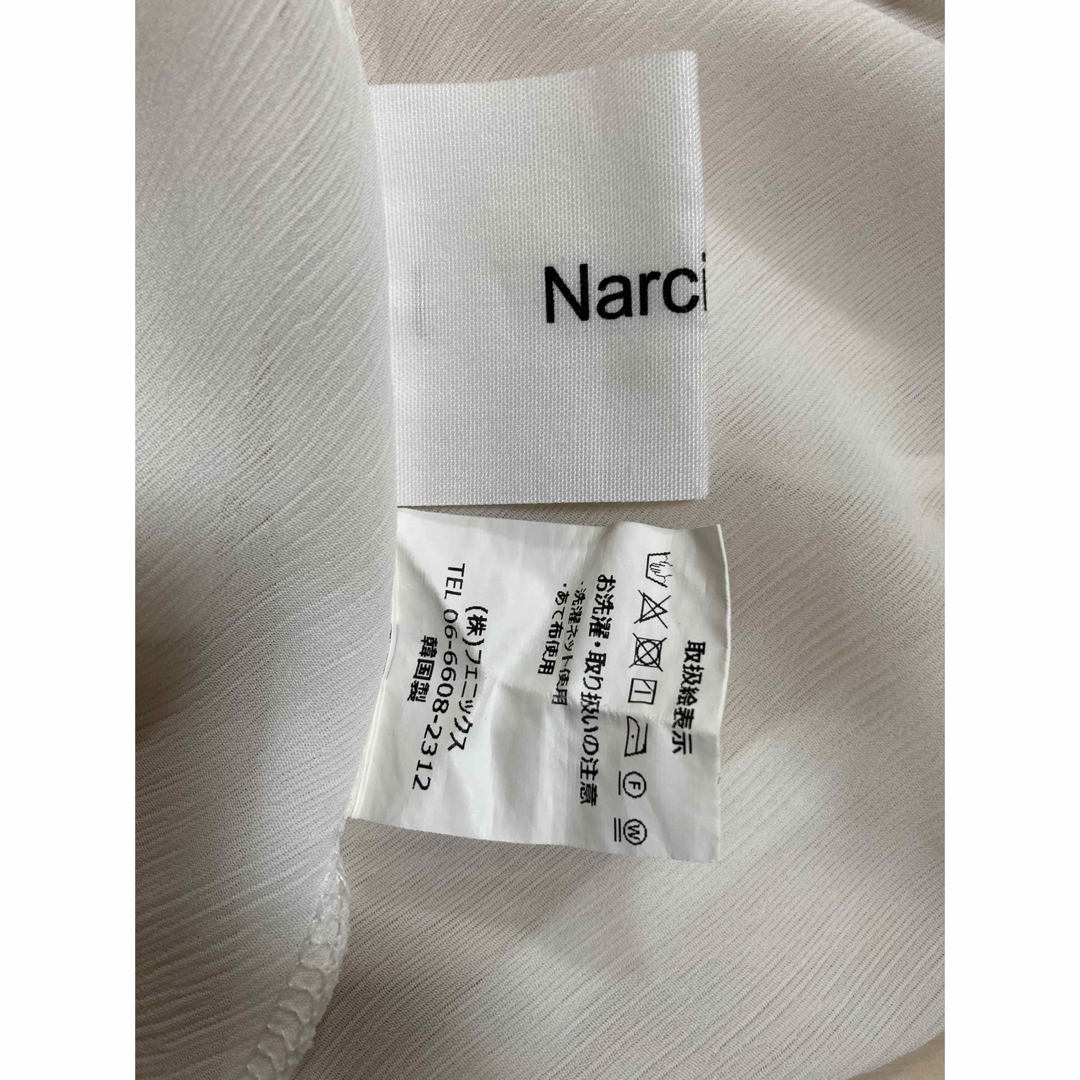 Narci
取扱絵表示
F
W
お洗濯・取り扱いの注意
・洗濯ネット使用
・あて布使用
(株)フェニックス
TEL 06-6608-2312
韓国製